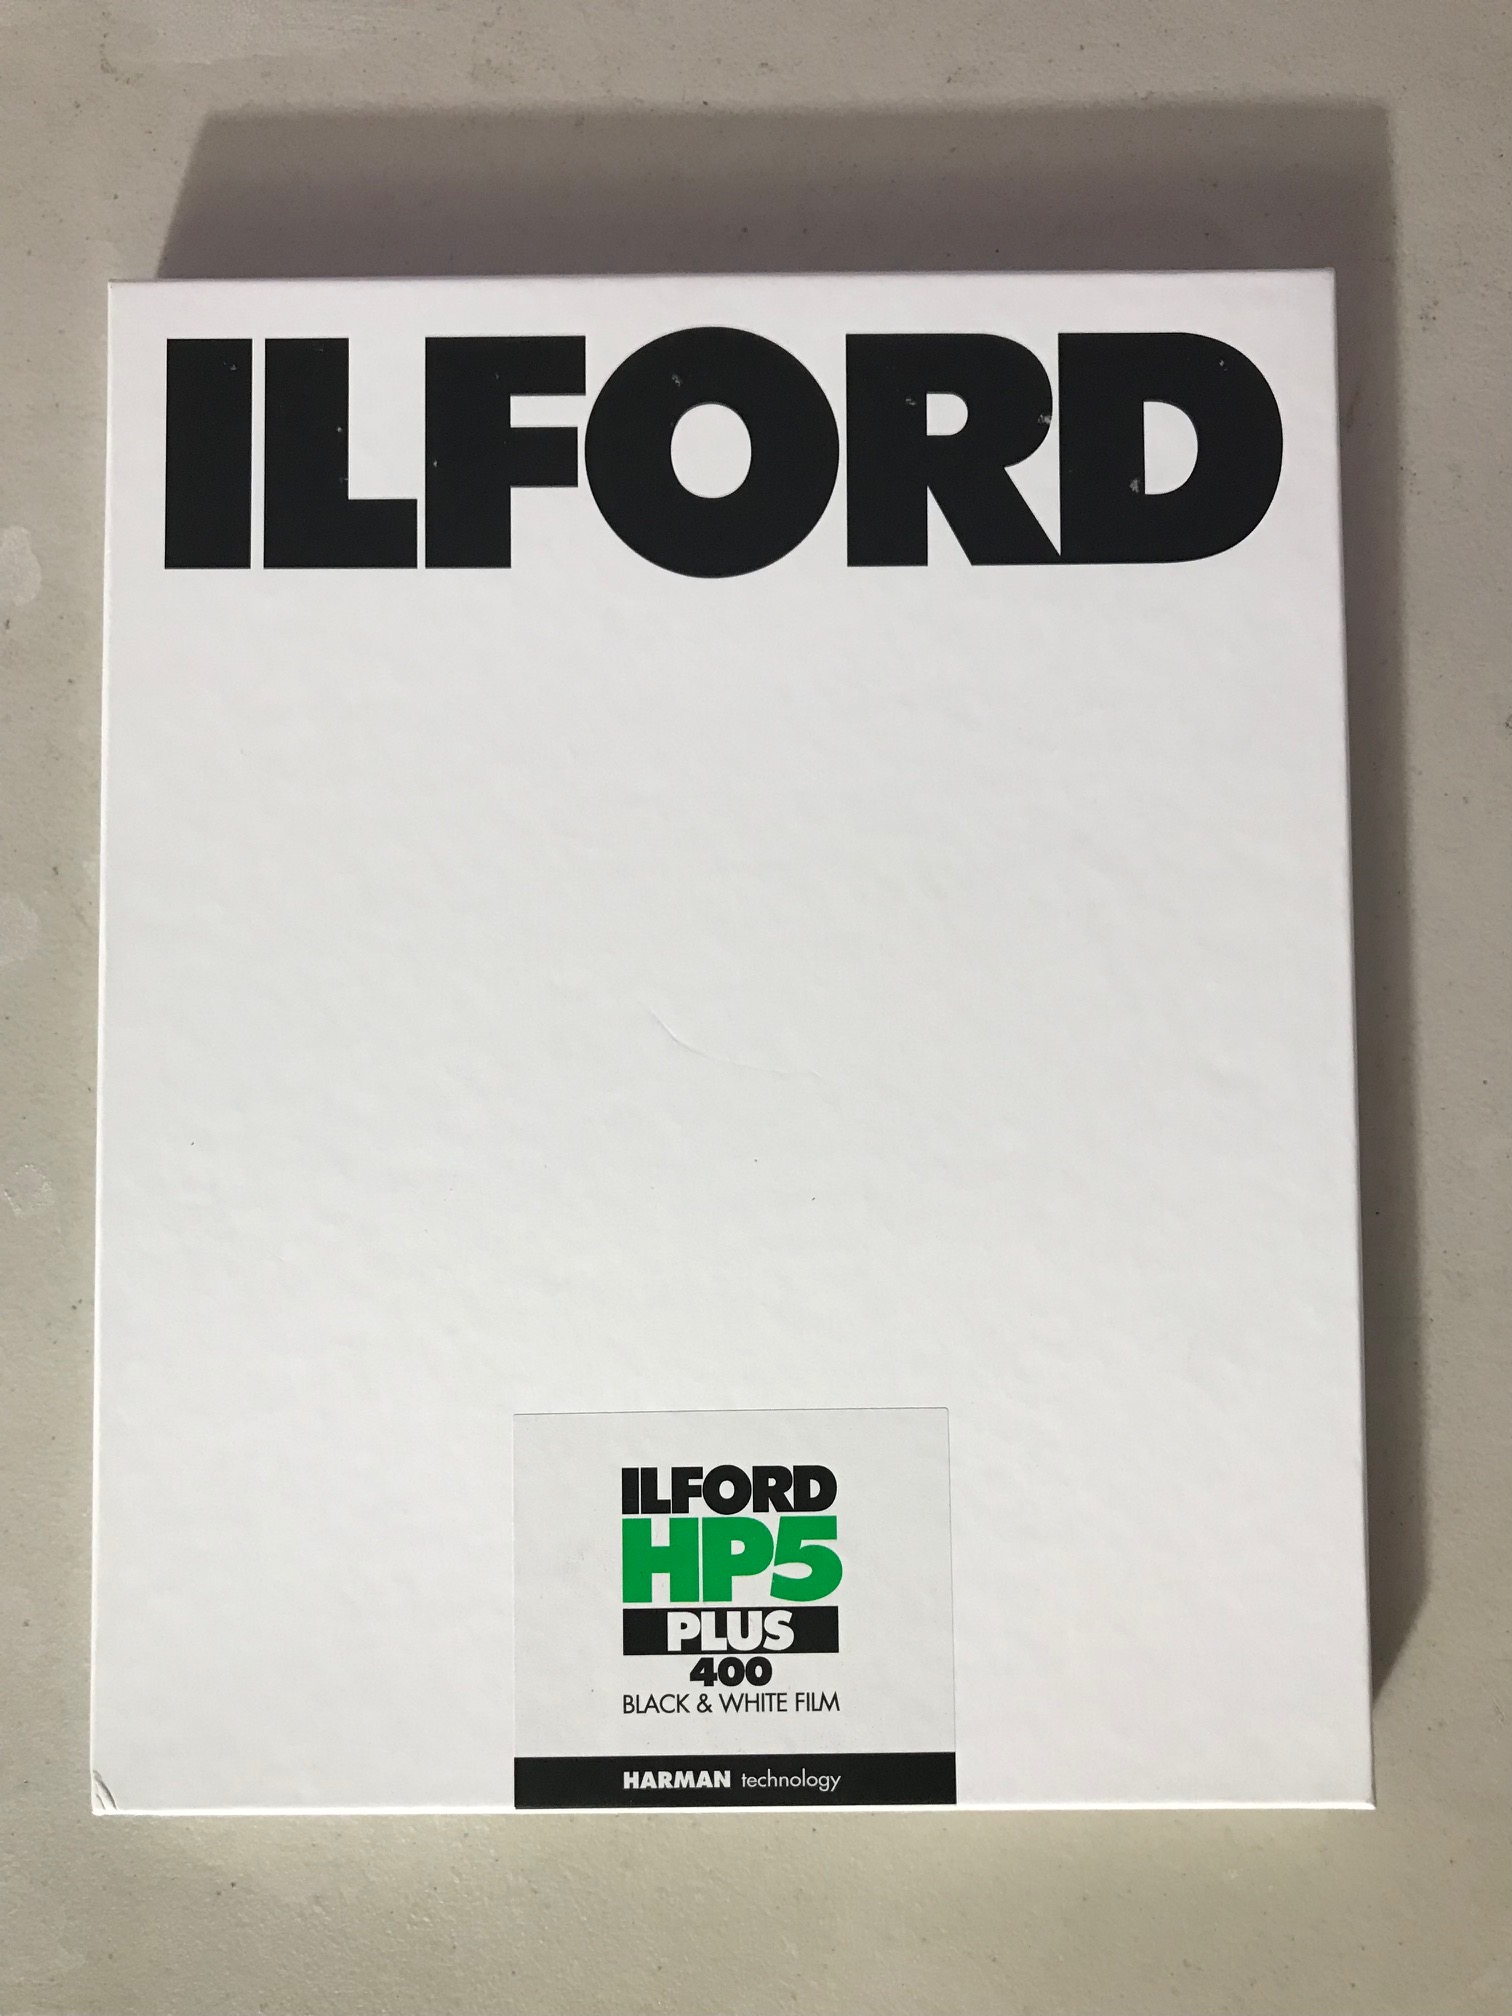 ILFORD
ILFORD
HP5
PLUS
400
BLACK & WHITE FILM
HARMAN technology